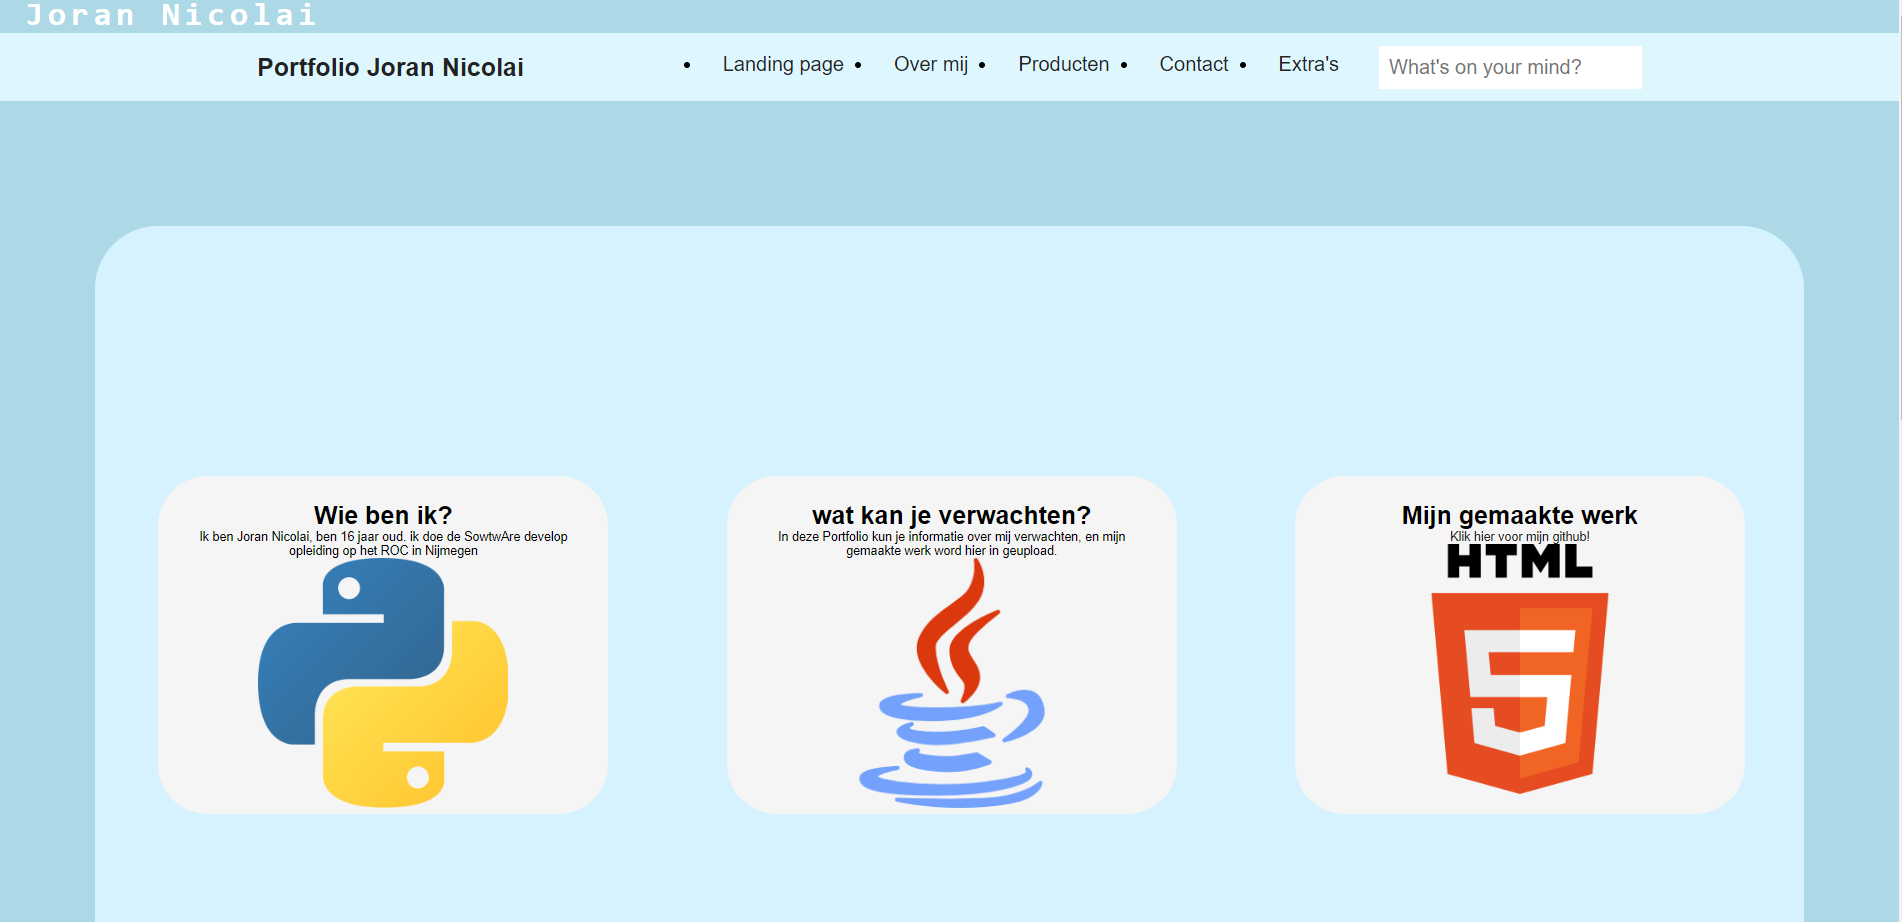 Joran Nicolai
Portfolio Joran Nicolai
Landing page
Over mij
Producten
Contact
Extra's
What's on your mind?
Wie ben ik?
Ik ben Joran Nicolai, ben 16 jaar oud. ik doe de SowtwAre develop
opleiding op het ROC in Nijmegen
wat kan je verwachten?
In deze Portfolio kun je informatie over mij verwachten, en mijn
gemaakte werk word hier in geupload.
Mijn gemaakte werk
Klik hier voor mijn github!
HTML
5